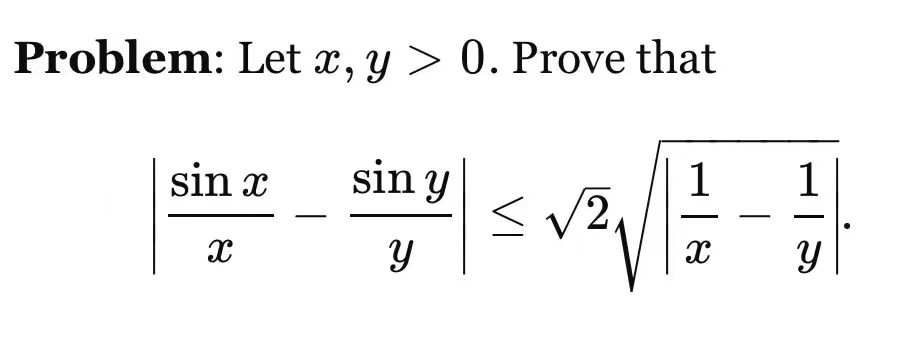 Problem: Let x, y > 0. Prove that
| sin x / x − sin y / y | ≤ √2 √| 1 / x − 1 / y |.